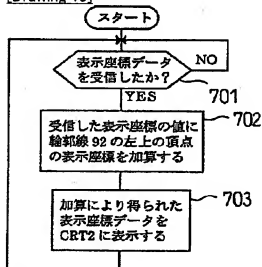 [Drawing 10]
スタート
表示座標データ
を受信したか？
NO
701
YES
702
受信した表示座標の値に
輪郭線92の左上の頂点
の表示座標を加算する
703
加算により得られた
表示座標データを
CRT2に表示する